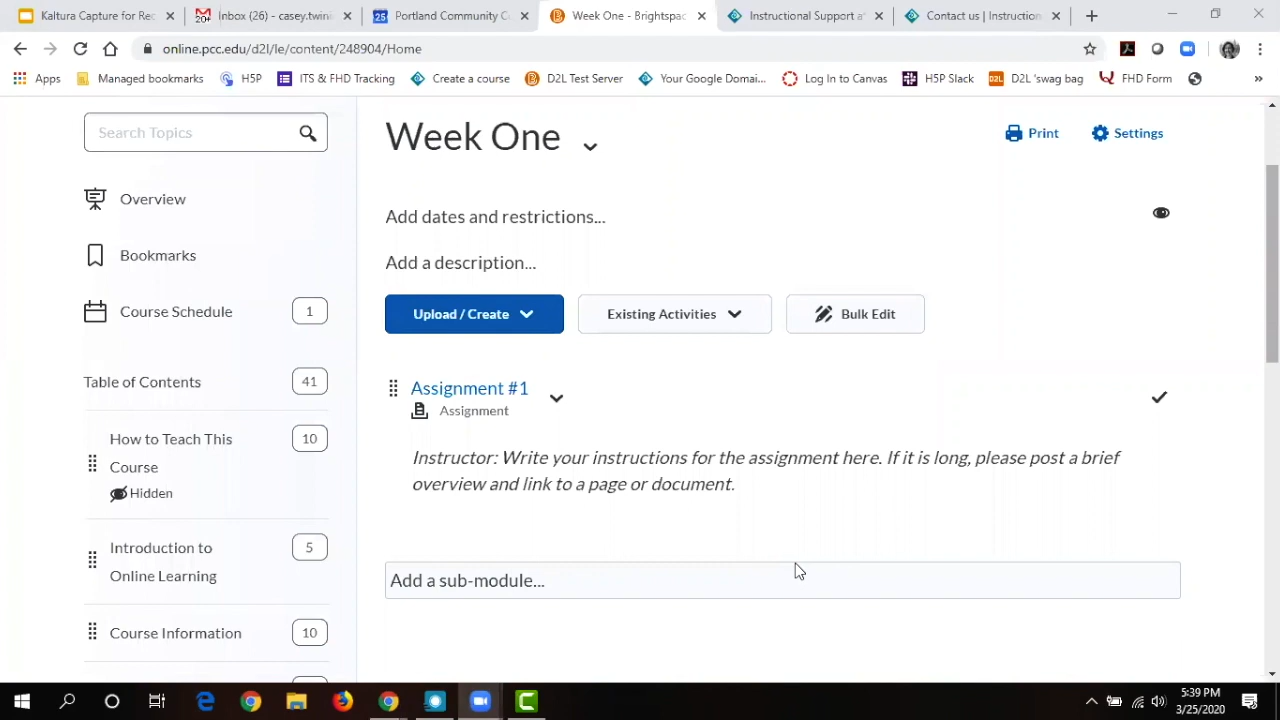 Kaltura Capture for Rec
Inbox (26) - casey.twini
Portland Community C
Week One - Brightspac
Instructional Support a
Contact us | Instruction
online.pcc.edu/d2l/le/content/248904/Home
Apps
Managed bookmarks
H5P
ITS & FHD Tracking
Create a course
D2L Test Server
Your Google Domai...
Log In to Canvas
H5P Slack
D2L 'swag bag
FHD Form
Search Topics
Week One
Print
Settings
Overview
Add dates and restrictions...
Bookmarks
Add a description...
Course Schedule
1
Upload / Create
Existing Activities
Bulk Edit
Table of Contents
41
Assignment #1
Assignment
How to Teach This
Course
10
Hidden
Instructor: Write your instructions for the assignment here. If it is long, please post a brief
overview and link to a page or document.
Introduction to
Online Learning
5
Add a sub-module...
Course Information
10
5:39 PM
3/25/2020